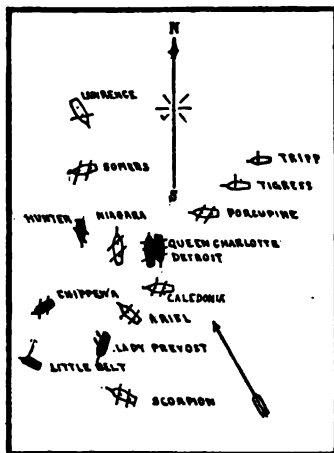 N
LAWRENCE
TRIPP
SOMERS
TIGRESS
S
HUNTER
NIAGARA
PORCUPINE
QUEEN CHARLOTTE
DETROIT
CHIPPEWA
CALEDONIA
ARIEL
LADY PREVOST
LITTLE BELT
SCORPION